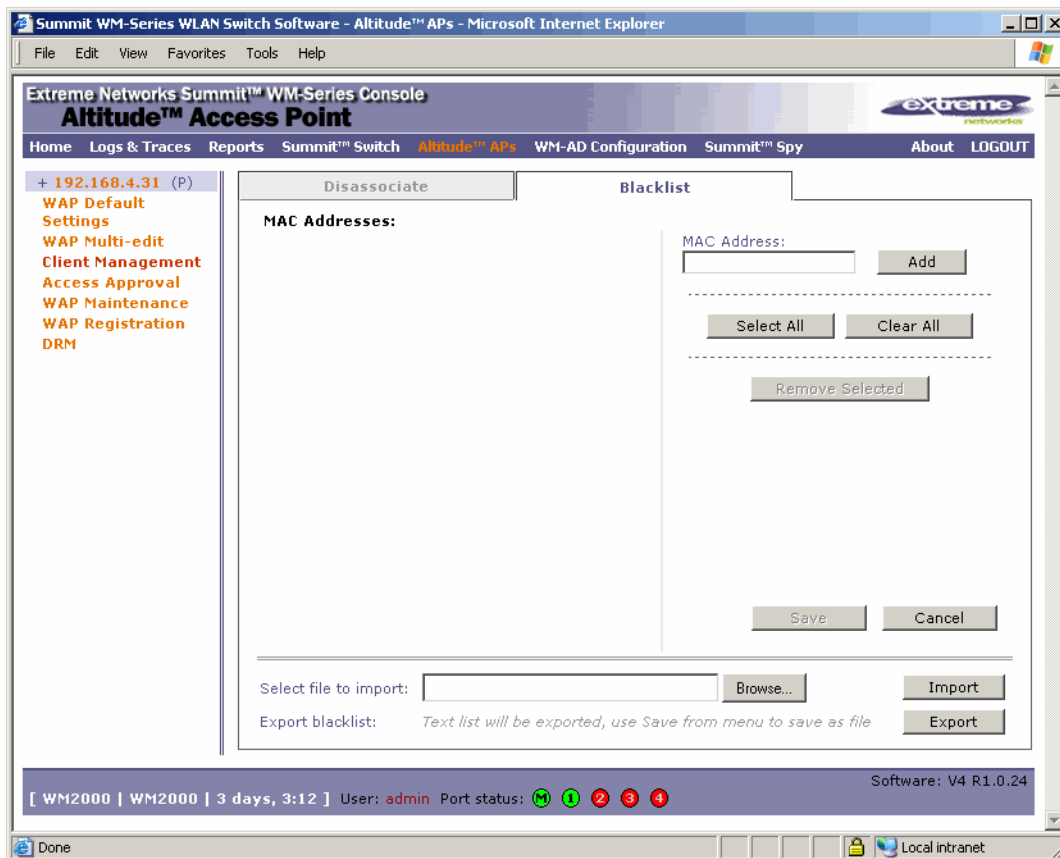 Summit WM-Series WLAN Switch Software - Altitude™ APs - Microsoft Internet Explorer
File Edit View Favorites Tools Help
Extreme Networks Summit™ WM-Series Console
Altitude™ Access Point
extreme
networks
Home Logs & Traces Reports Summit™ Switch Altitude™ APs WM-AD Configuration Summit™ Spy About LOGOUT
+ 192.168.4.31 (P)
WAP Default
Settings
WAP Multi-edit
Client Management
Access Approval
WAP Maintenance
WAP Registration
DRM
Disassociate
Blacklist
MAC Addresses:
MAC Address:
Add
Select All
Clear All
Remove Selected
Save
Cancel
Select file to import:
Browse...
Import
Export blacklist:
Text list will be exported, use Save from menu to save as file
Export
Software: V4 R1.0.24
[ WM2000 | WM2000 | 3 days, 3:12 ] User: admin Port status: M 1 2 3 4
Done
Local intranet